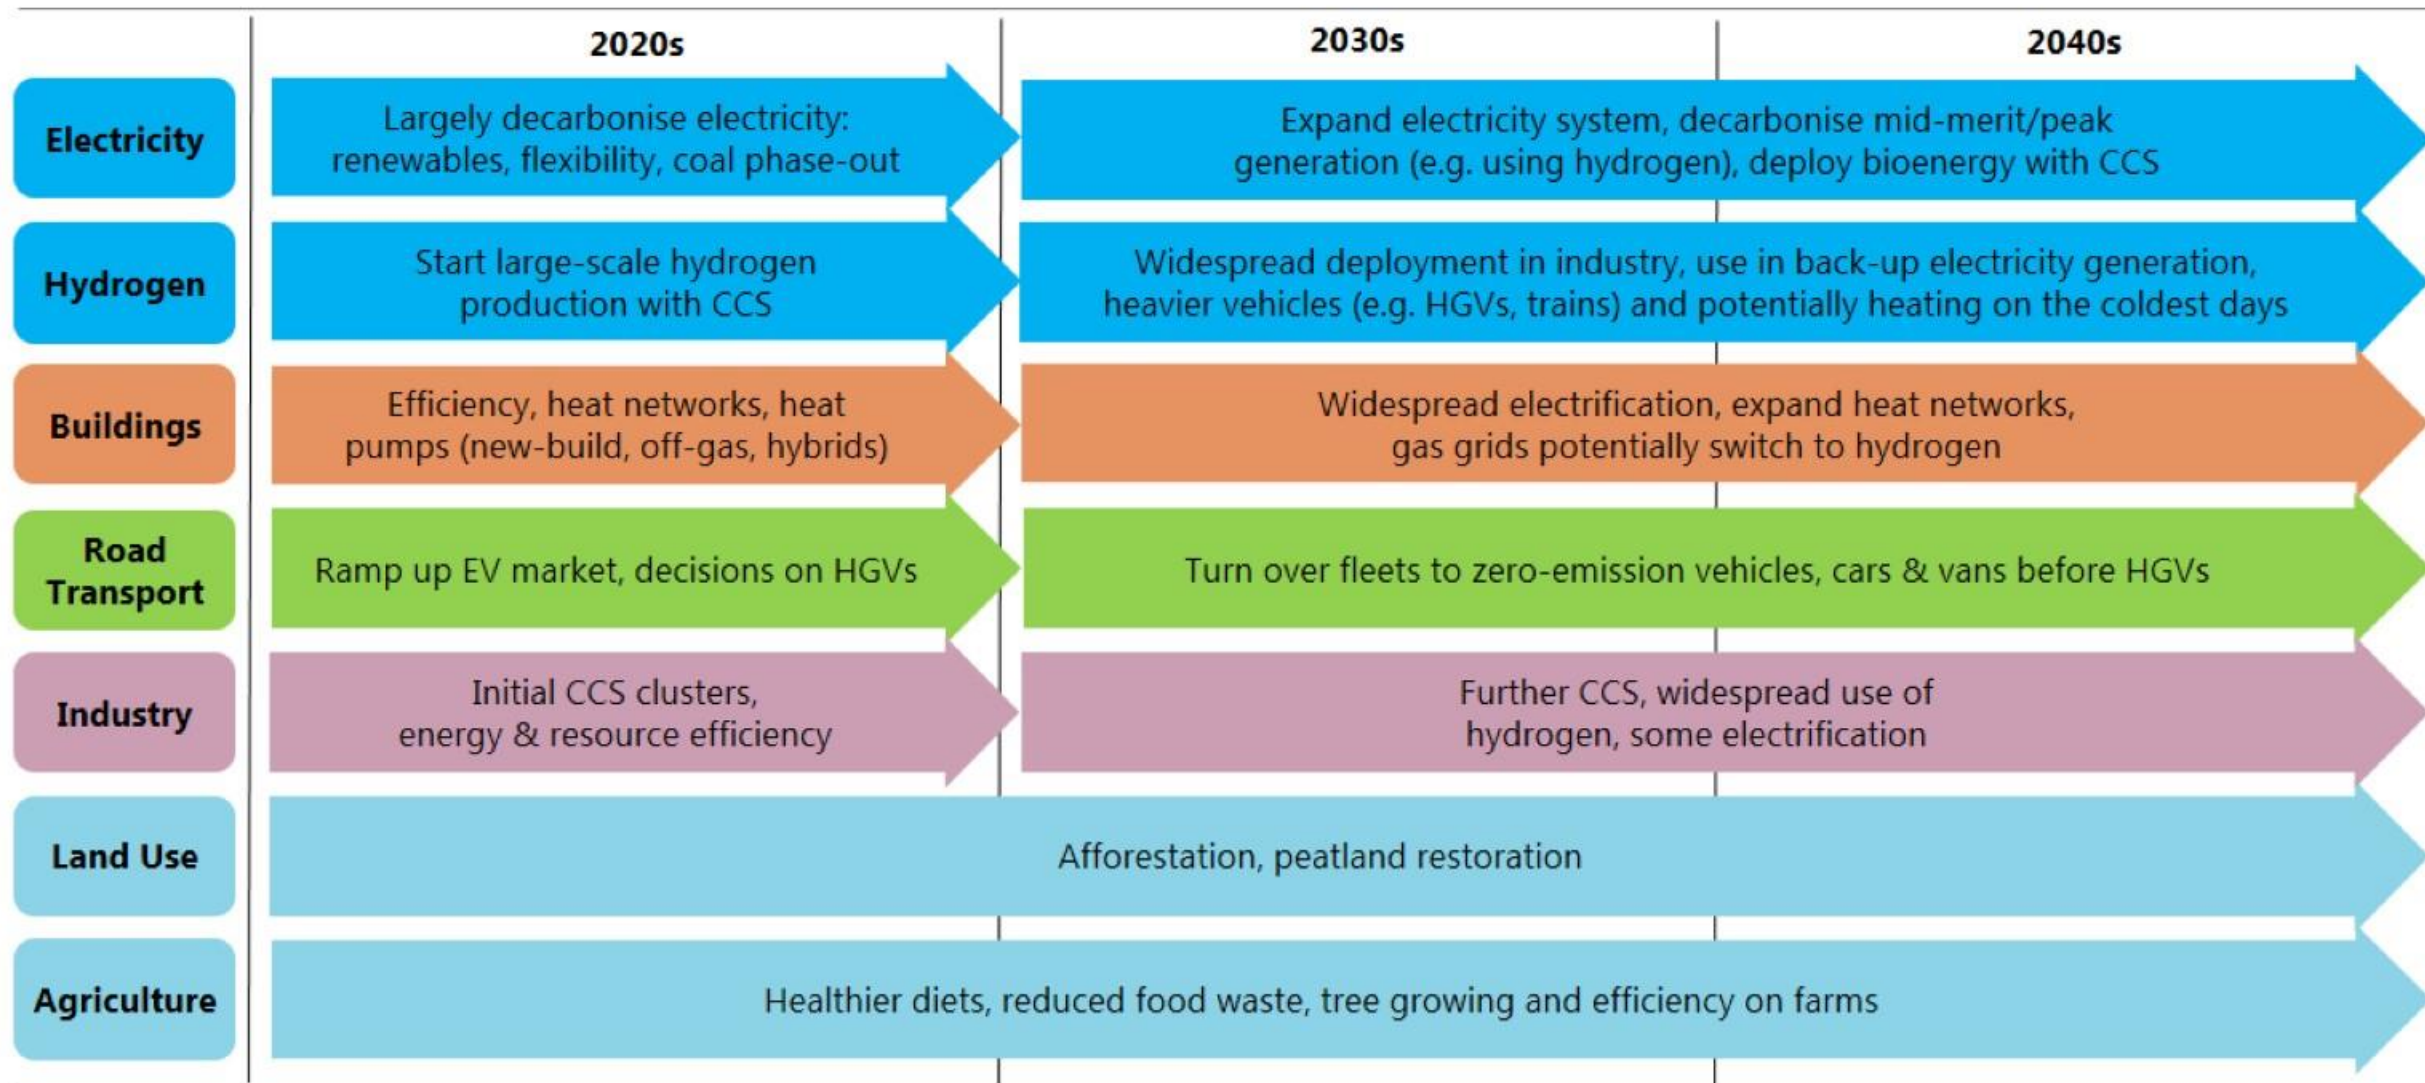 2020s
2030s
2040s
Electricity
Largely decarbonise electricity:
renewables, flexibility, coal phase-out
Expand electricity system, decarbonise mid-merit/peak
generation (e.g. using hydrogen), deploy bioenergy with CCS
Hydrogen
Start large-scale hydrogen
production with CCS
Widespread deployment in industry, use in back-up electricity generation,
heavier vehicles (e.g. HGVs, trains) and potentially heating on the coldest days
Buildings
Efficiency, heat networks, heat
pumps (new-build, off-gas, hybrids)
Widespread electrification, expand heat networks,
gas grids potentially switch to hydrogen
Road
Transport
Ramp up EV market, decisions on HGVs
Turn over fleets to zero-emission vehicles, cars & vans before HGVs
Industry
Initial CCS clusters,
energy & resource efficiency
Further CCS, widespread use of
hydrogen, some electrification
Land Use
Afforestation, peatland restoration
Agriculture
Healthier diets, reduced food waste, tree growing and efficiency on farms